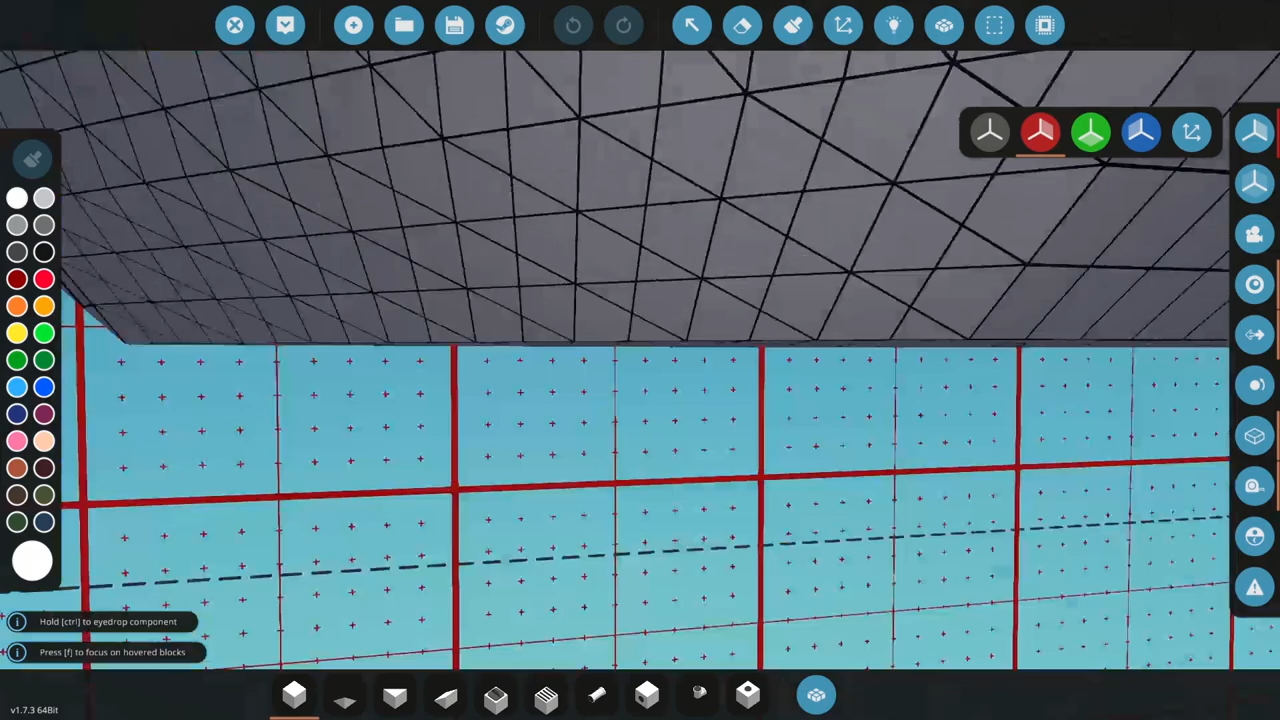 Hold [ctrl] to eyedrop component
Press [f] to focus on hovered blocks
v1.7.3 64Bit